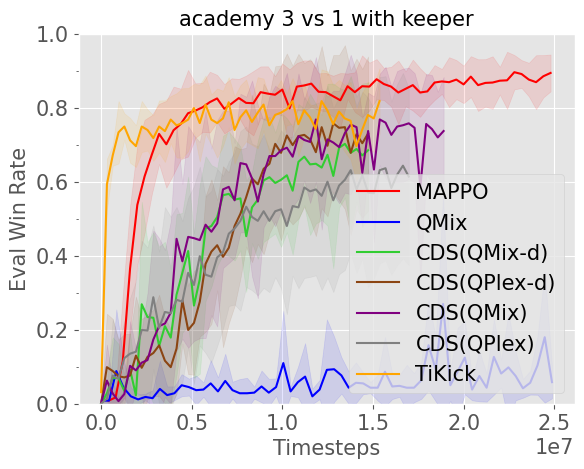 academy 3 vs 1 with keeper
Eval Win Rate
1.0
0.8
0.6
0.4
0.2
0.0
MAPPO
QMix
CDS(QMix-d)
CDS(QPlex-d)
CDS(QMix)
CDS(QPlex)
TiKick
0.0
0.5
1.0
1.5
2.0
2.5
1e7
Timesteps